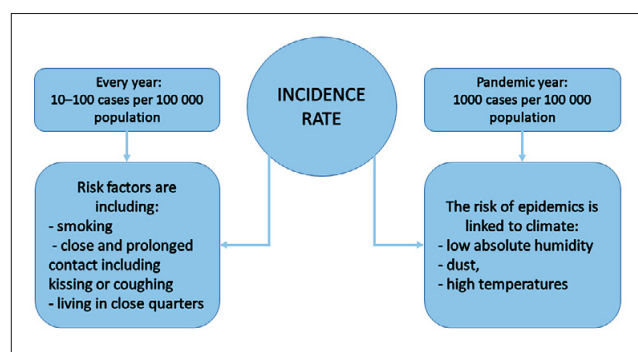 Every year:
10–100 cases per 100 000
population
INCIDENCE
RATE
Pandemic year:
1000 cases per 100 000
population
Risk factors are
including:
- smoking
- close and prolonged
contact including
kissing or coughing
- living in close quarters
The risk of epidemics is
linked to climate:
- low absolute humidity
- dust,
- high temperatures